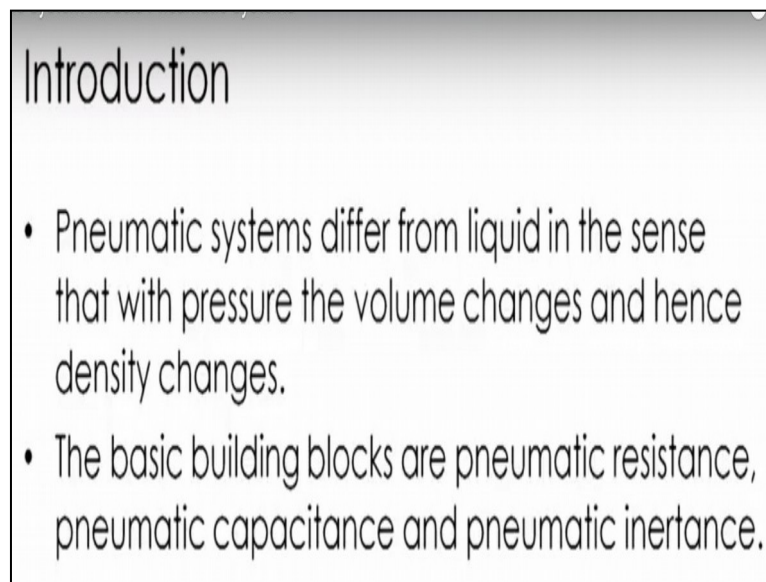 Introduction
• Pneumatic systems differ from liquid in the sense
that with pressure the volume changes and hence
density changes.
• The basic building blocks are pneumatic resistance,
pneumatic capacitance and pneumatic inertance.